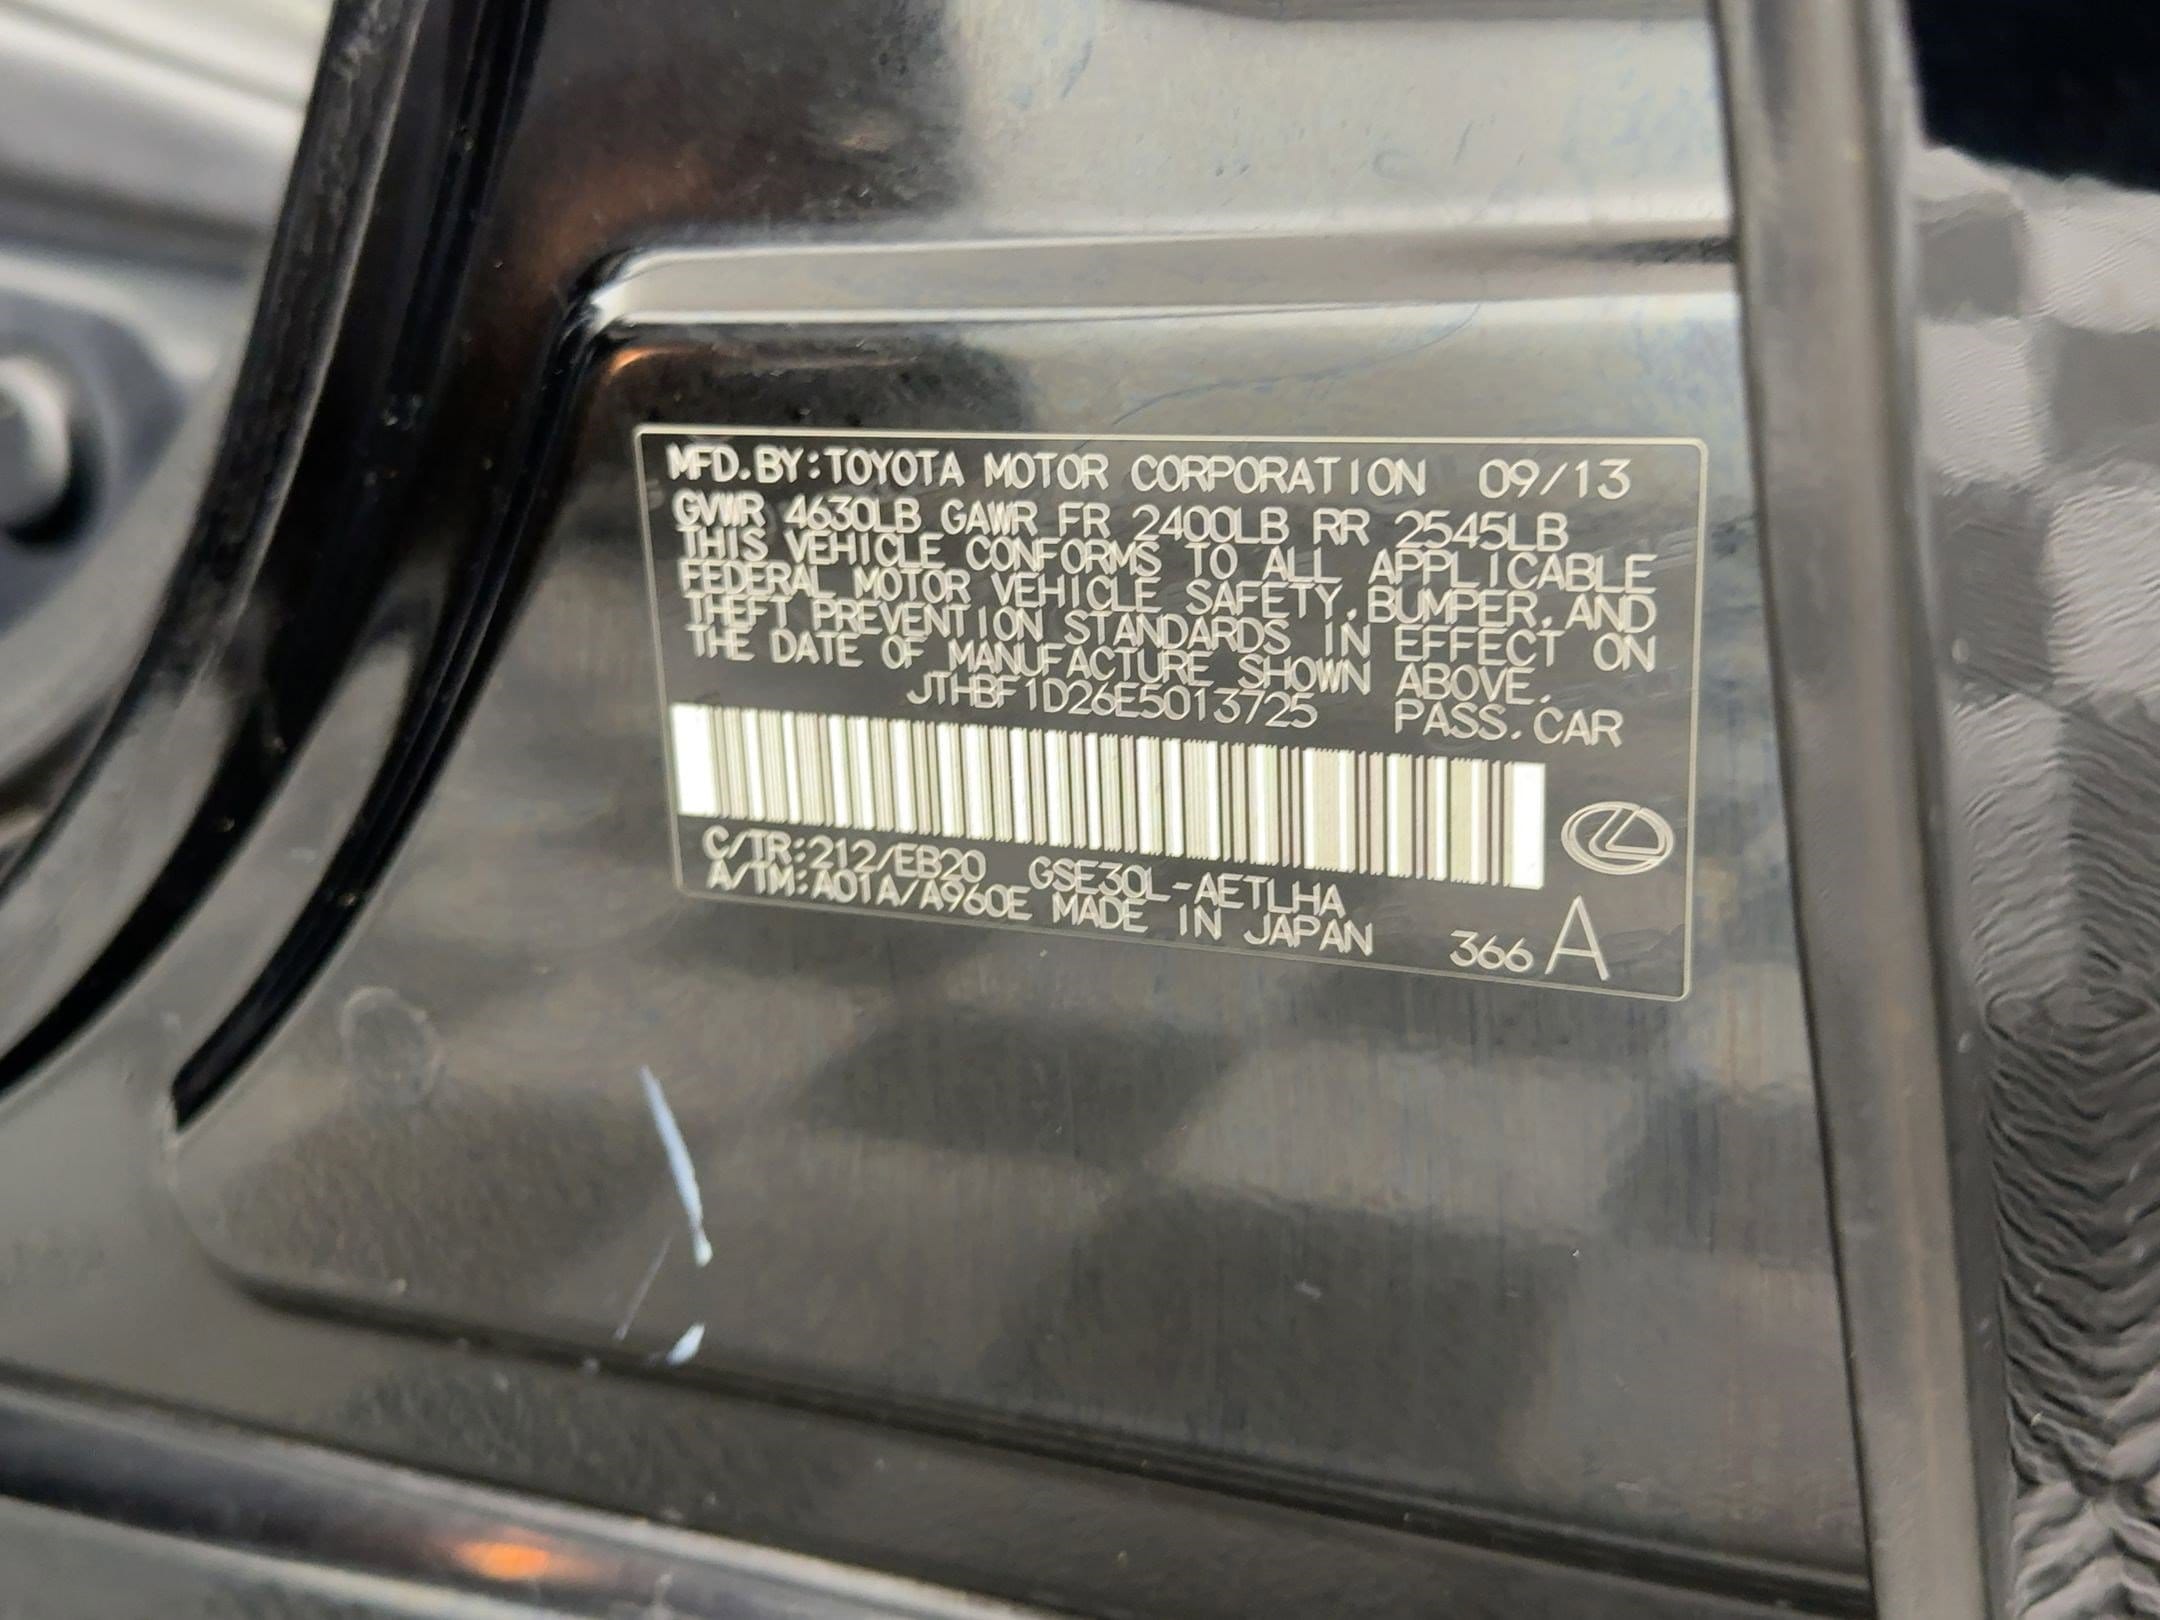 MFD.BY:TOYOTA MOTOR CORPORATION 09/13
GVWR 4630LB GAWR FR 2400LB RR 2545LB
THIS VEHICLE CONFORMS TO ALL APPLICABLE
FEDERAL MOTOR VEHICLE SAFETY,BUMPER,AND
THEFT PREVENTION STANDARDS IN EFFECT ON
THE DATE OF MANUFACTURE SHOWN ABOVE.
JTHBF1D26E5013725 PASS.CAR
C/TR:212/EB20 GSE30L-AETLHA
A/TM:A01A/A960E MADE IN JAPAN 366 A